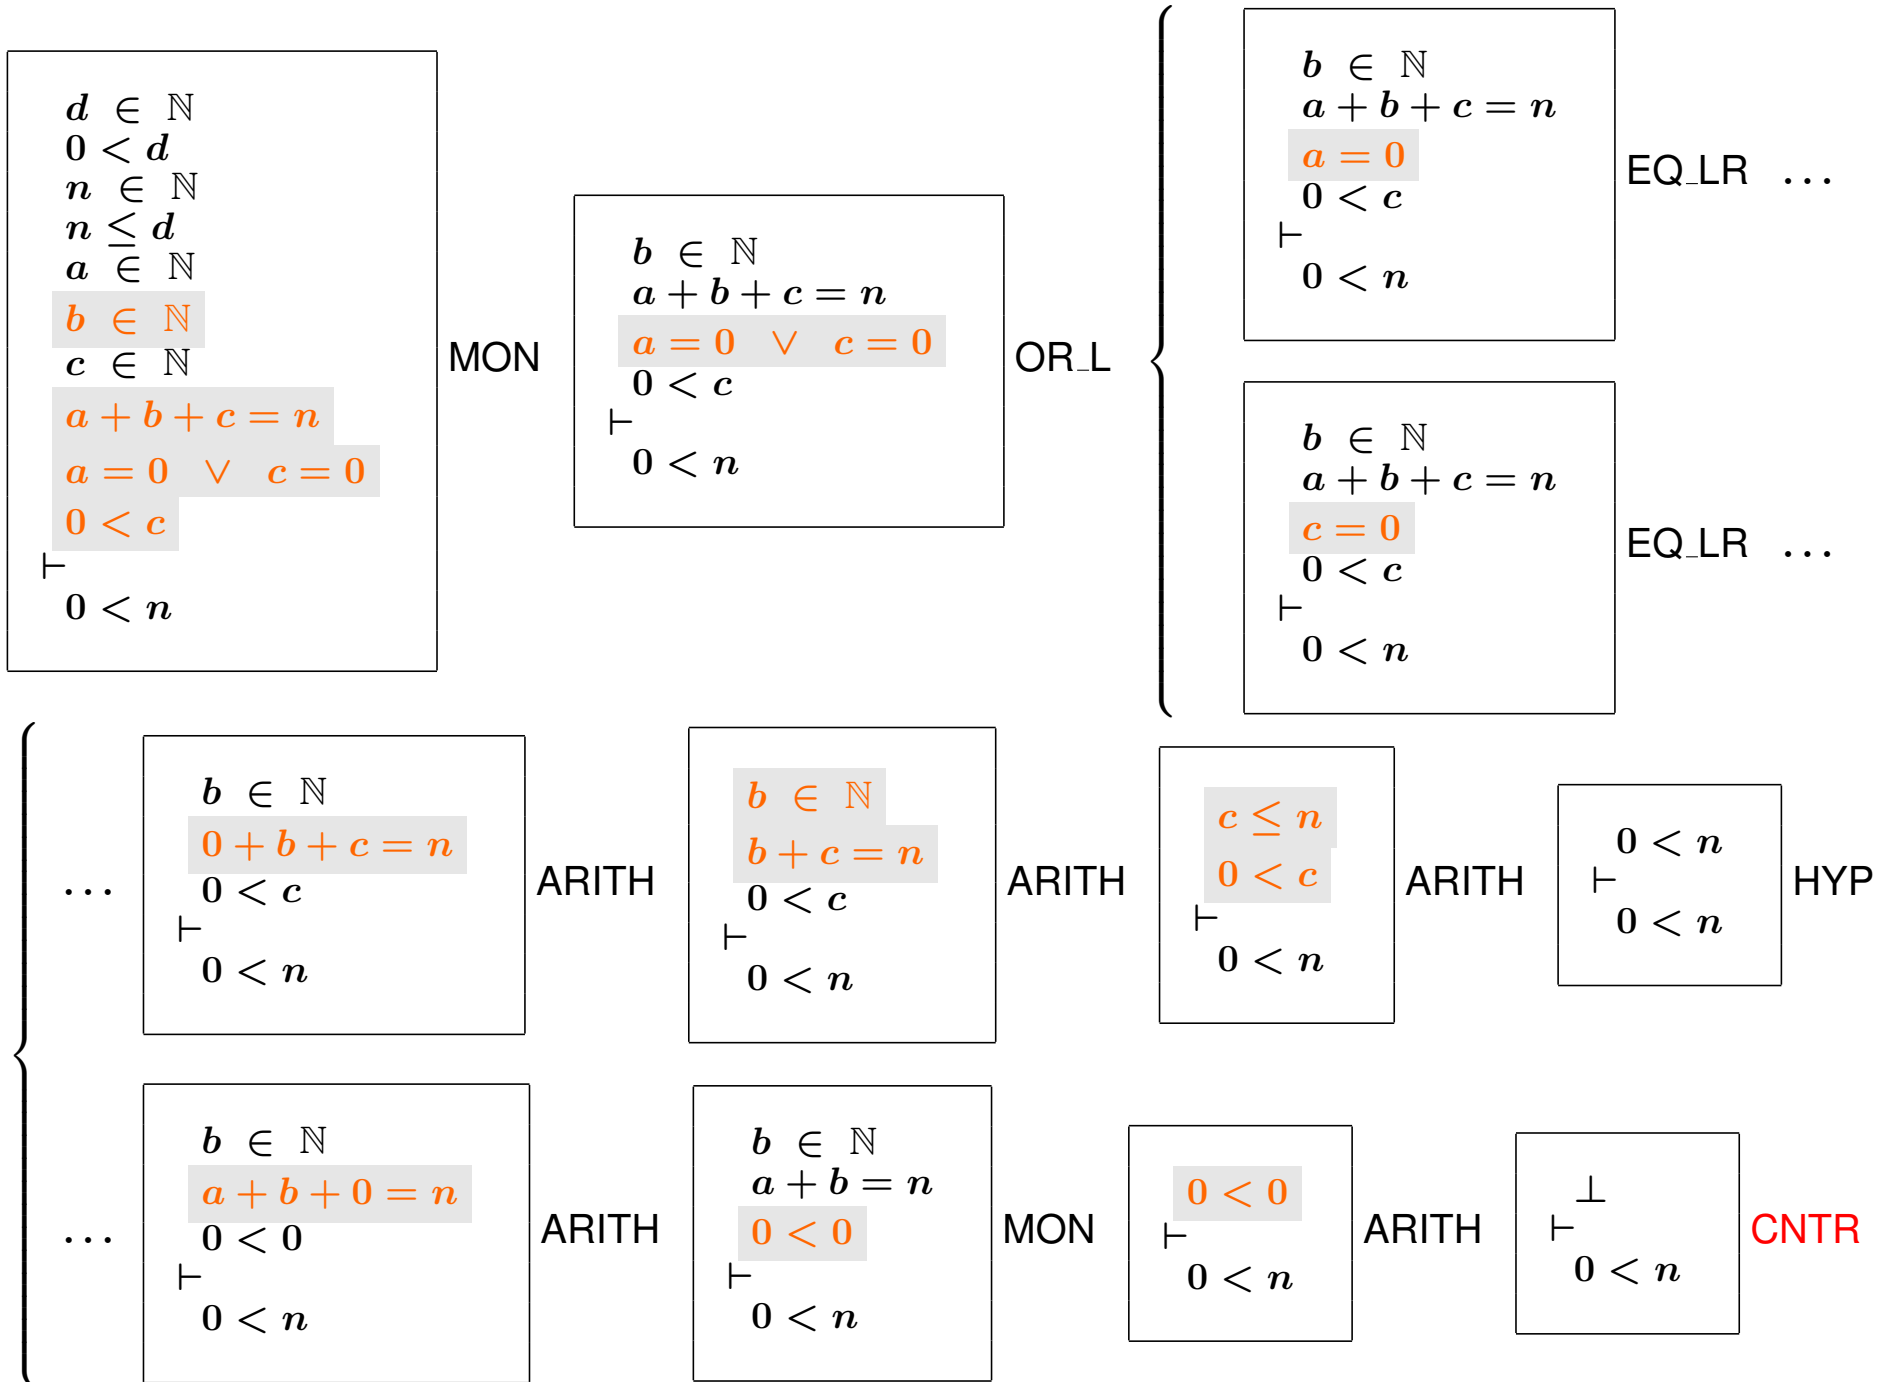 d ∈ ℕ
0 < d
n ∈ ℕ
n ≤ d
a ∈ ℕ
b ∈ ℕ
c ∈ ℕ
a + b + c = n
a = 0 ∨ c = 0
0 < c
⊢
0 < n
MON
b ∈ ℕ
a + b + c = n
a = 0 ∨ c = 0
0 < c
⊢
0 < n
OR_L
b ∈ ℕ
a + b + c = n
a = 0
0 < c
⊢
0 < n
EQ_LR ...
b ∈ ℕ
a + b + c = n
c = 0
0 < c
⊢
0 < n
EQ_LR ...
...
b ∈ ℕ
0 + b + c = n
0 < c
⊢
0 < n
ARITH
b ∈ ℕ
b + c = n
0 < c
⊢
0 < n
ARITH
c ≤ n
0 < c
⊢
0 < n
ARITH
0 < n
⊢
0 < n
HYP
...
b ∈ ℕ
a + b + 0 = n
0 < 0
⊢
0 < n
ARITH
b ∈ ℕ
a + b = n
0 < 0
⊢
0 < n
MON
0 < 0
⊢
0 < n
ARITH
⊥
⊢
0 < n
CNTR